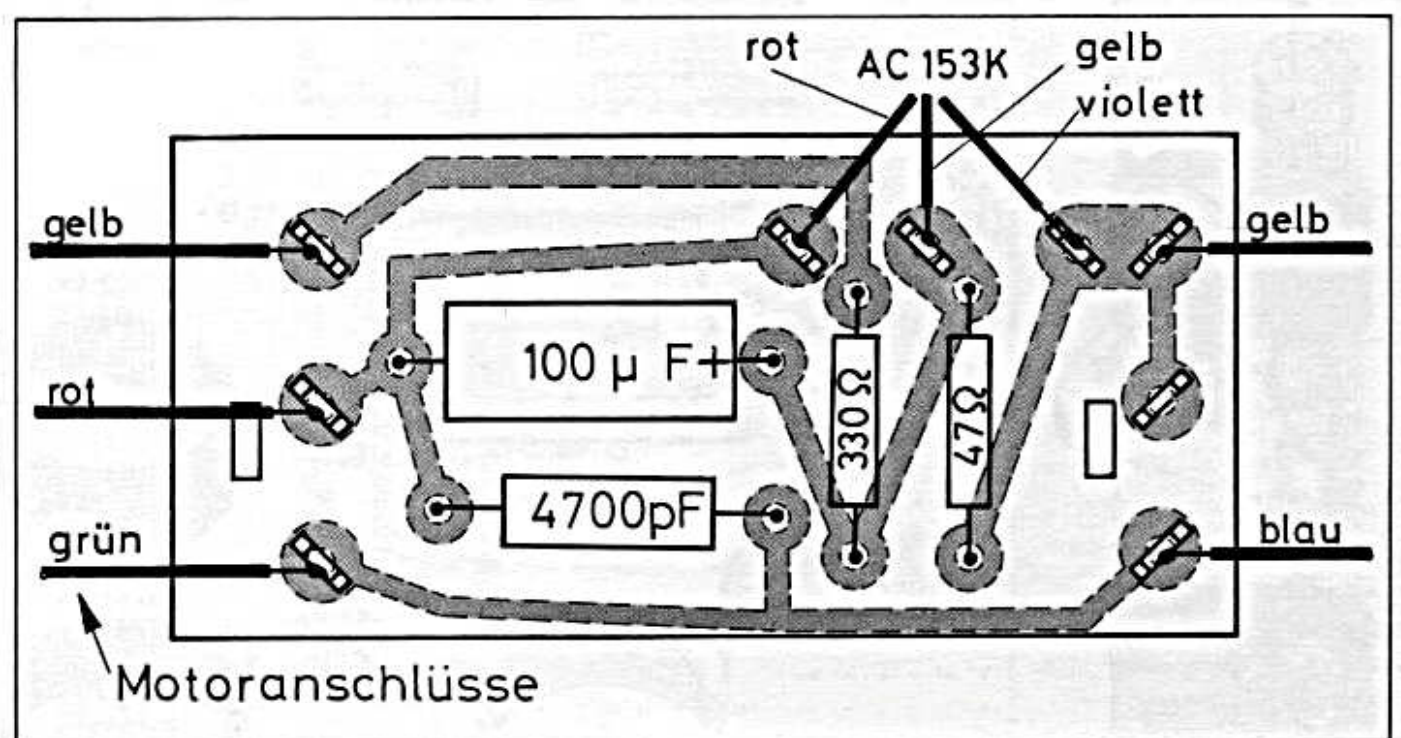 rot
AC 153K
gelb
violett
gelb
gelb
100 µ F+
rot
330Ω
47Ω
4700pF
grün
blau
Motoranschlüsse